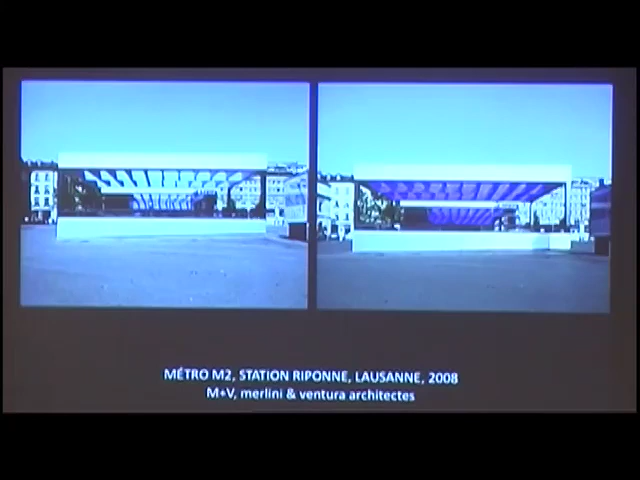 MÉTRO M2, STATION RIPONNE, LAUSANNE, 2008
M+V, merlini & ventura architectes